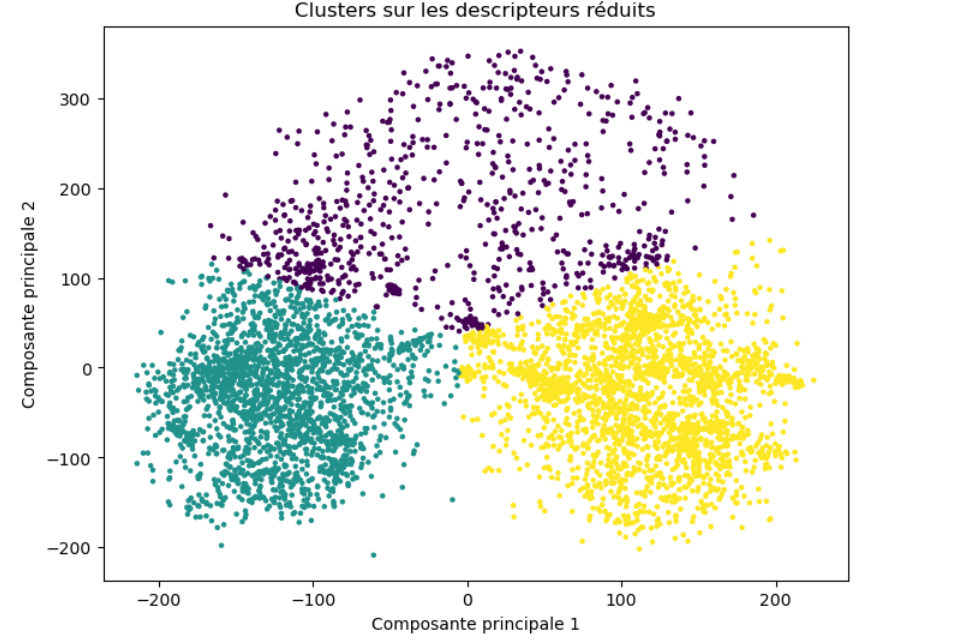 Clusters sur les descripteurs réduits
300
200
100
0
−100
−200
Composante principale 2
−200 −100 0 100 200
Composante principale 1